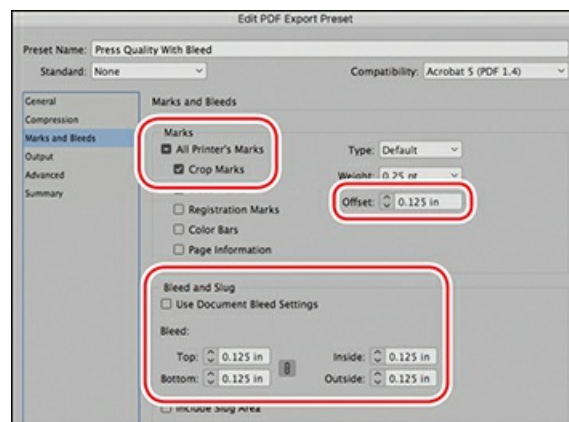 Edit PDF Export Preset
Preset Name: Press Quality With Bleed
Standard: None Compatibility: Acrobat 5 (PDF 1.4)
General
Compression
Marks and Bleeds
Output
Advanced
Summary
Marks and Bleeds
Marks
All Printer's Marks
Crop Marks
Registration Marks
Color Bars
Page Information
Type: Default
Weight: 0.25 pt
Offset: 0.125 in
Bleed and Slug
Use Document Bleed Settings
Bleed:
Top: 0.125 in Inside: 0.125 in
Bottom: 0.125 in Outside: 0.125 in
Include Slug Area